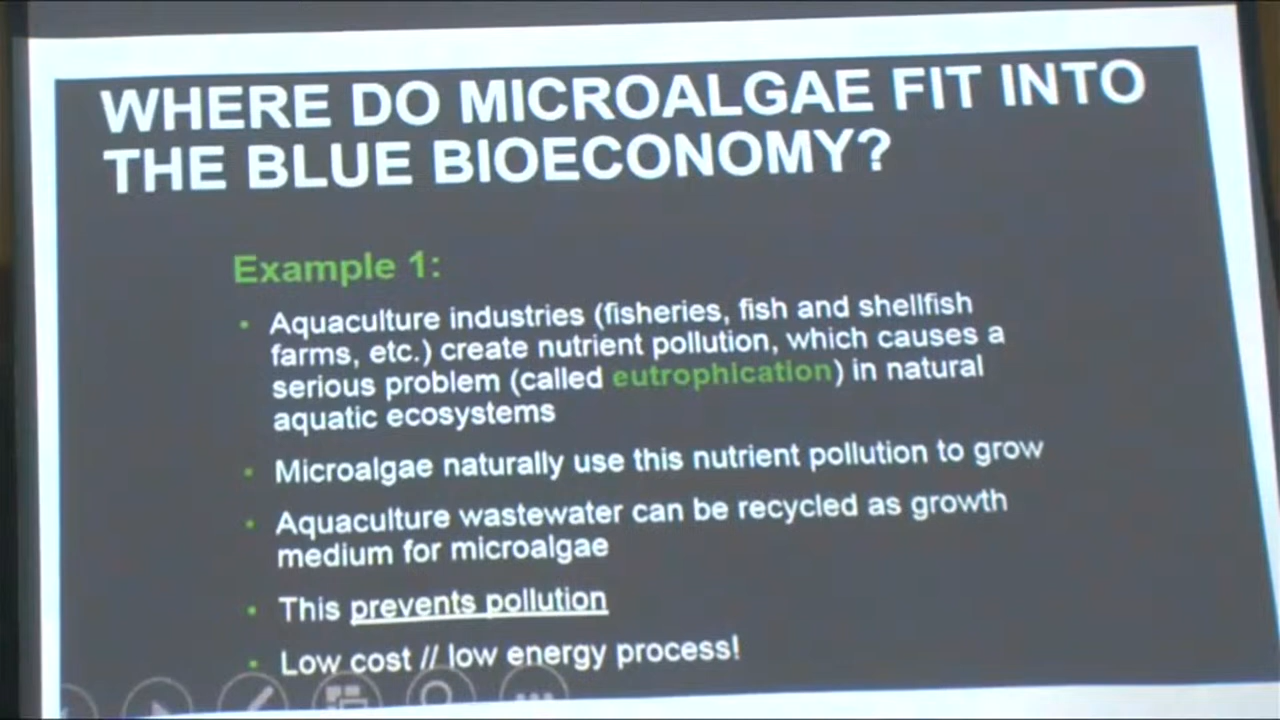 WHERE DO MICROALGAE FIT INTO
THE BLUE BIOECONOMY?
Example 1:
• Aquaculture industries (fisheries, fish and shellfish
farms, etc.) create nutrient pollution, which causes a
serious problem (called eutrophication) in natural
aquatic ecosystems
• Microalgae naturally use this nutrient pollution to grow
• Aquaculture wastewater can be recycled as growth
medium for microalgae
• This prevents pollution
• Low cost // low energy process!